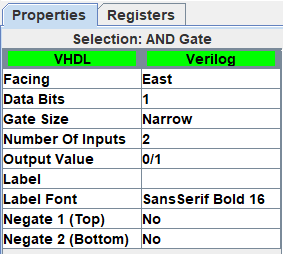 Properties Registers
Selection: AND Gate
VHDL Verilog
Facing East
Data Bits 1
Gate Size Narrow
Number Of Inputs 2
Output Value 0/1
Label
Label Font SansSerif Bold 16
Negate 1 (Top) No
Negate 2 (Bottom) No